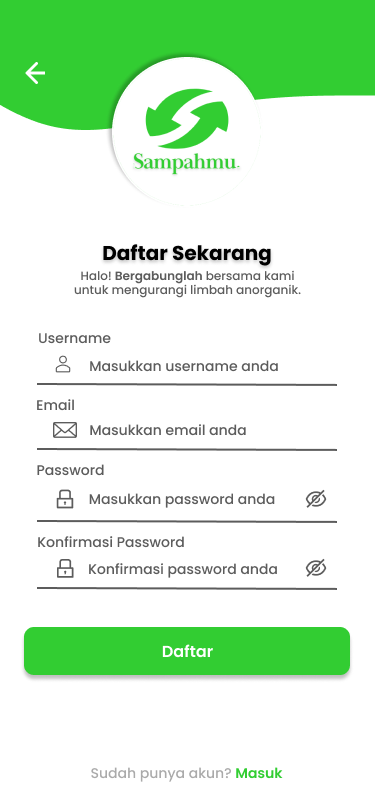 Sampahmu.
Daftar Sekarang
Halo! Bergabunglah bersama kami
untuk mengurangi limbah anorganik.
Username
Masukkan username anda
Email
Masukkan email anda
Password
Masukkan password anda
Konfirmasi Password
Konfirmasi password anda
Daftar
Sudah punya akun? Masuk